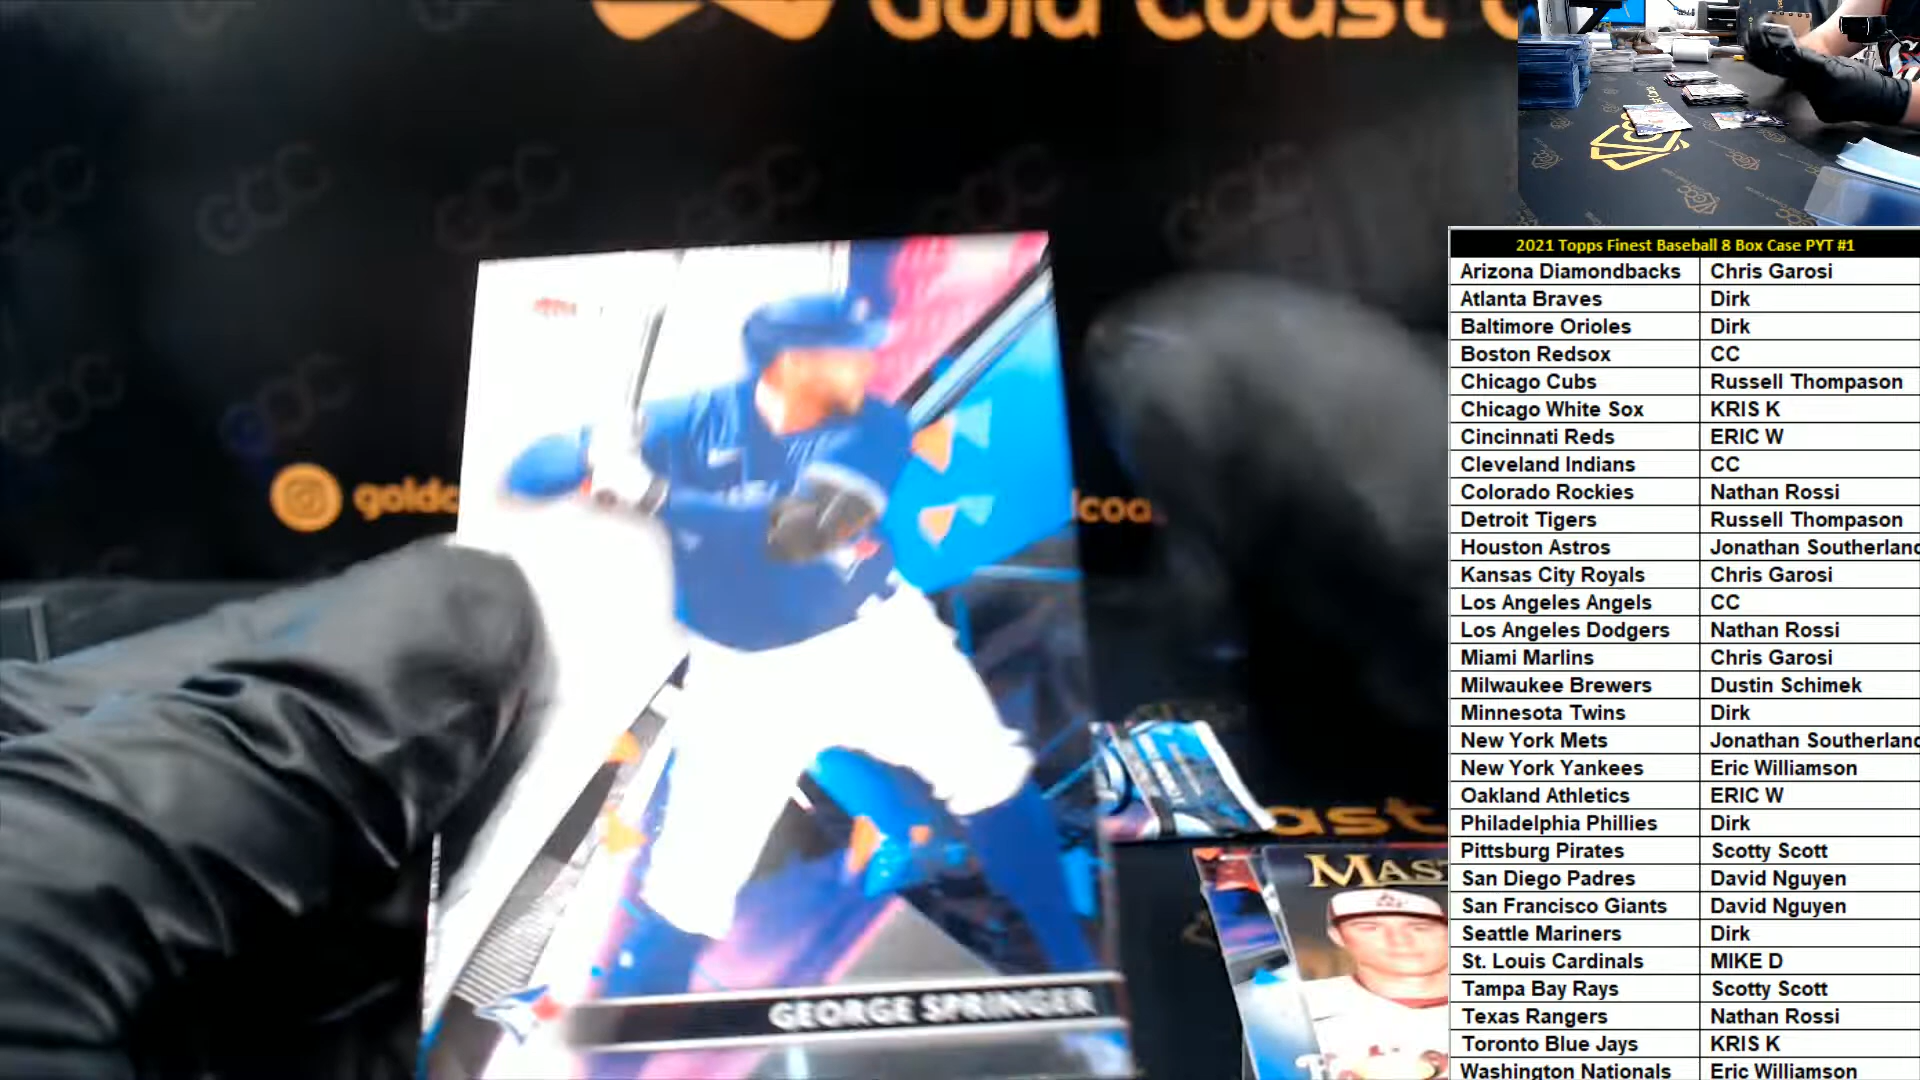 Gold Coast C
goldc
lcoa
GEORGE SPRINGER
ast
MAST
2021 Topps Finest Baseball 8 Box Case PYT #1
Arizona Diamondbacks Chris Garosi
Atlanta Braves Dirk
Baltimore Orioles Dirk
Boston Redsox CC
Chicago Cubs Russell Thompason
Chicago White Sox KRIS K
Cincinnati Reds ERIC W
Cleveland Indians CC
Colorado Rockies Nathan Rossi
Detroit Tigers Russell Thompason
Houston Astros Jonathan Southerland
Kansas City Royals Chris Garosi
Los Angeles Angels CC
Los Angeles Dodgers Nathan Rossi
Miami Marlins Chris Garosi
Milwaukee Brewers Dustin Schimek
Minnesota Twins Dirk
New York Mets Jonathan Southerland
New York Yankees Eric Williamson
Oakland Athletics ERIC W
Philadelphia Phillies Dirk
Pittsburg Pirates Scotty Scott
San Diego Padres David Nguyen
San Francisco Giants David Nguyen
Seattle Mariners Dirk
St. Louis Cardinals MIKE D
Tampa Bay Rays Scotty Scott
Texas Rangers Nathan Rossi
Toronto Blue Jays KRIS K
Washington Nationals Eric Williamson